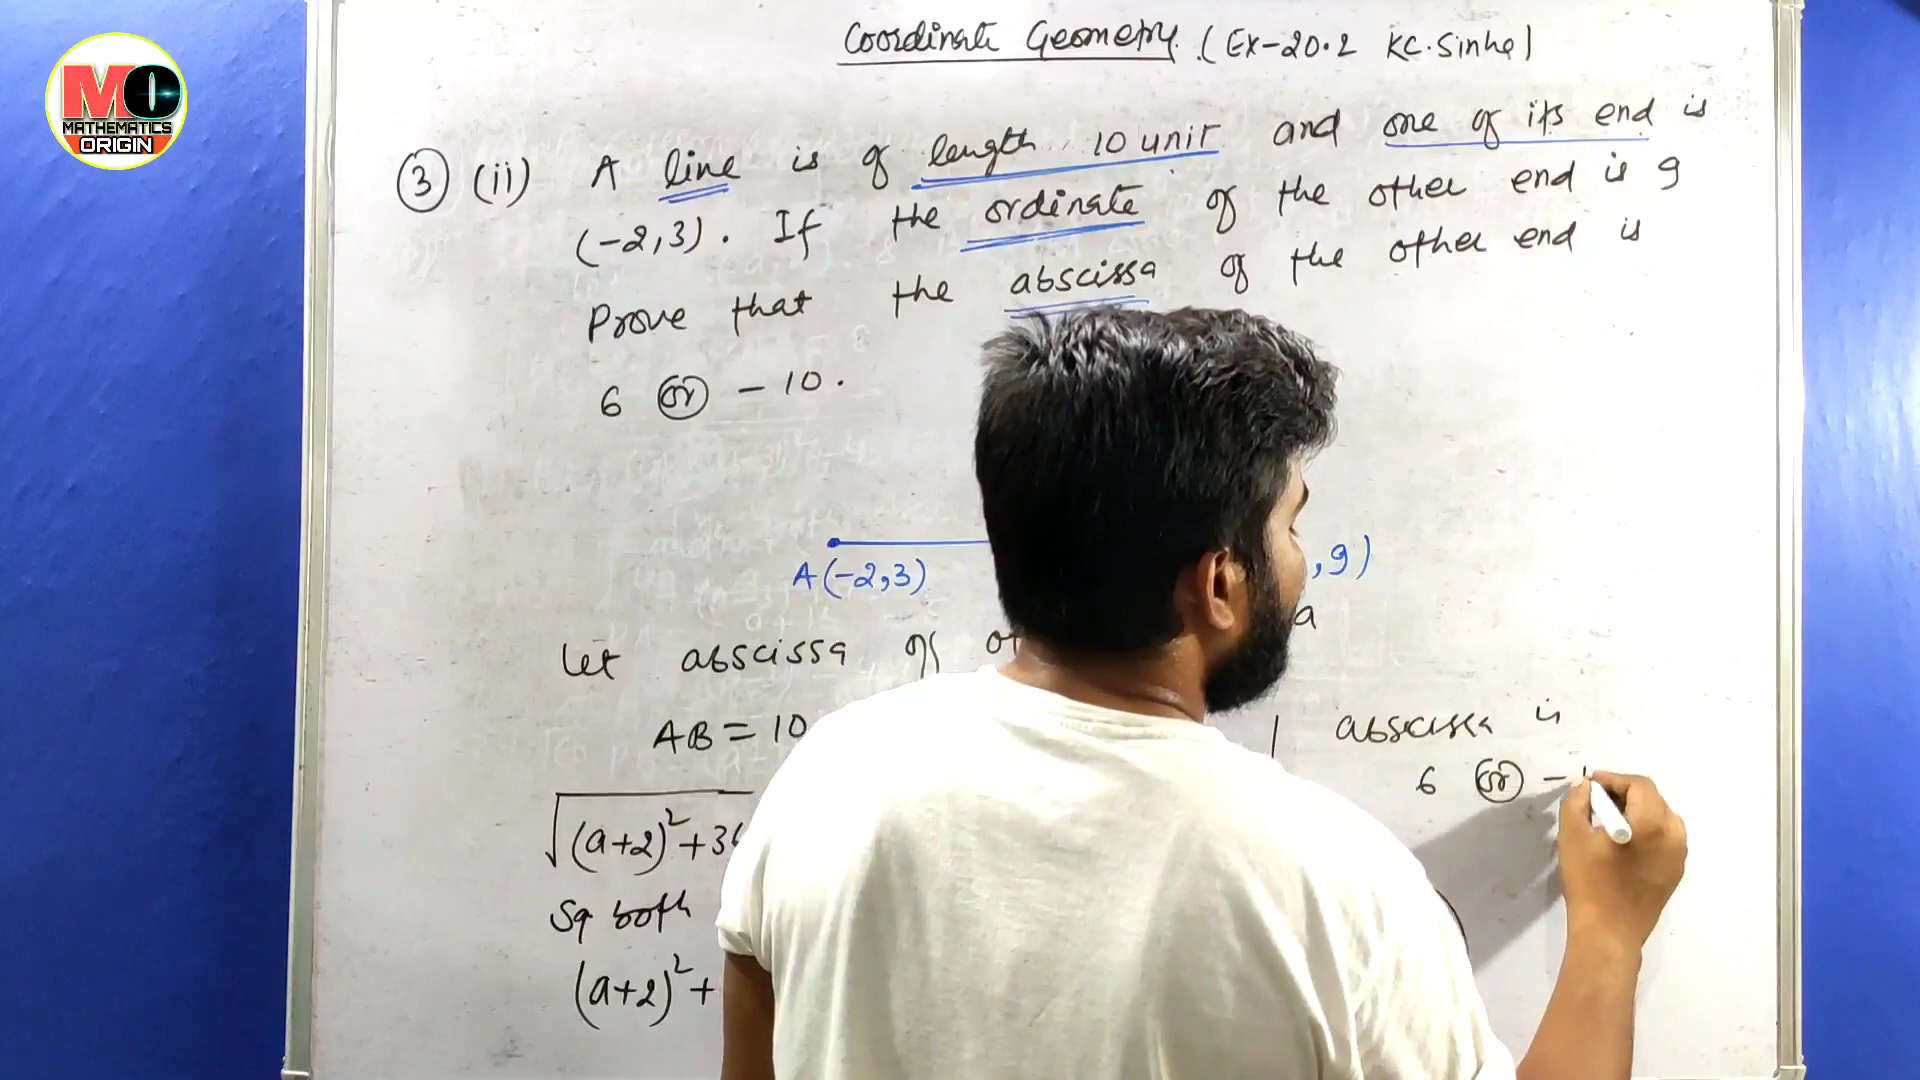 MO
MATHEMATICS
ORIGIN
Coordinate Geometry. (Ex-20.2 KC.Sinha)
3 (ii) A line is of length 10 unit and one of its end is
(-2,3). If the ordinate of the other end is 9
Prove that the abscissa of the other end is
6 or -10.
A(-2,3) ,9)
Let abscissa of a
AB = 10
abscissa is
6 or -1
√(a+2)²+36
Sq both
(a+2)²+